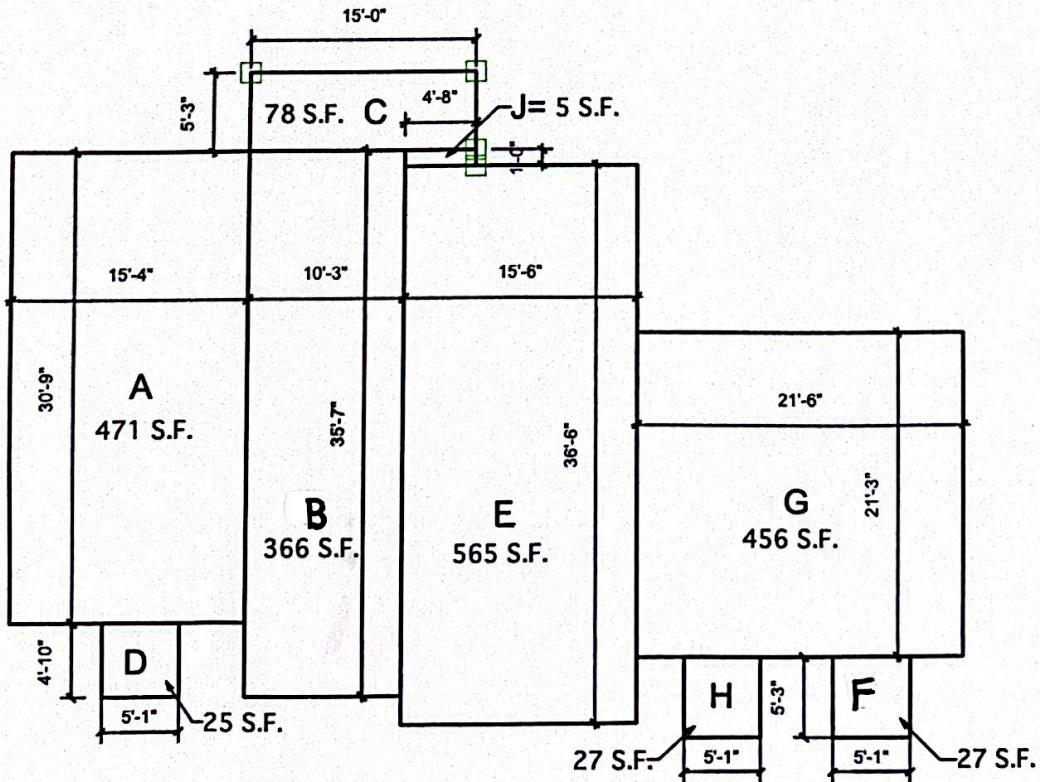 15'-0"
5'-3"
78 S.F. C
4'-8"
J= 5 S.F.
1'-0"
15'-4"
10'-3"
15'-6"
30'-9"
A
471 S.F.
35'-7"
B
366 S.F.
36'-6"
E
565 S.F.
21'-6"
G
456 S.F.
21'-3"
4'-10"
D
5'-1"
25 S.F.
H
5'-3"
F
27 S.F.
5'-1"
5'-1"
27 S.F.